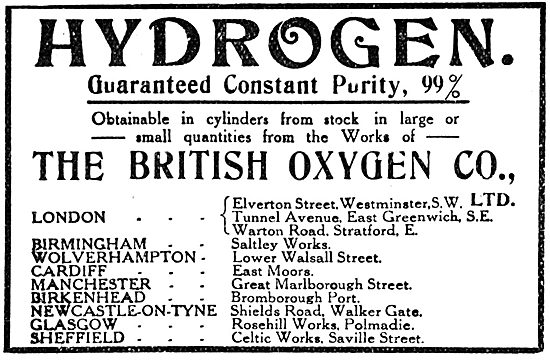 HYDROGEN.
Guaranteed Constant Purity, 99%
Obtainable in cylinders from stock in large or
— small quantities from the Works of —
THE BRITISH OXYGEN CO., LTD.
LONDON - - - { Elverton Street, Westminster, S.W.
Tunnel Avenue, East Greenwich, S.E.
Warton Road, Stratford, E.
BIRMINGHAM - - Saltley Works.
WOLVERHAMPTON - Lower Walsall Street.
CARDIFF - - - East Moors.
MANCHESTER - - Great Marlborough Street.
BIRKENHEAD - - Bromborough Port.
NEWCASTLE-ON-TYNE Shields Road, Walker Gate.
GLASGOW - - - Rosehill Works, Polmadie.
SHEFFIELD - - - Celtic Works, Saville Street.